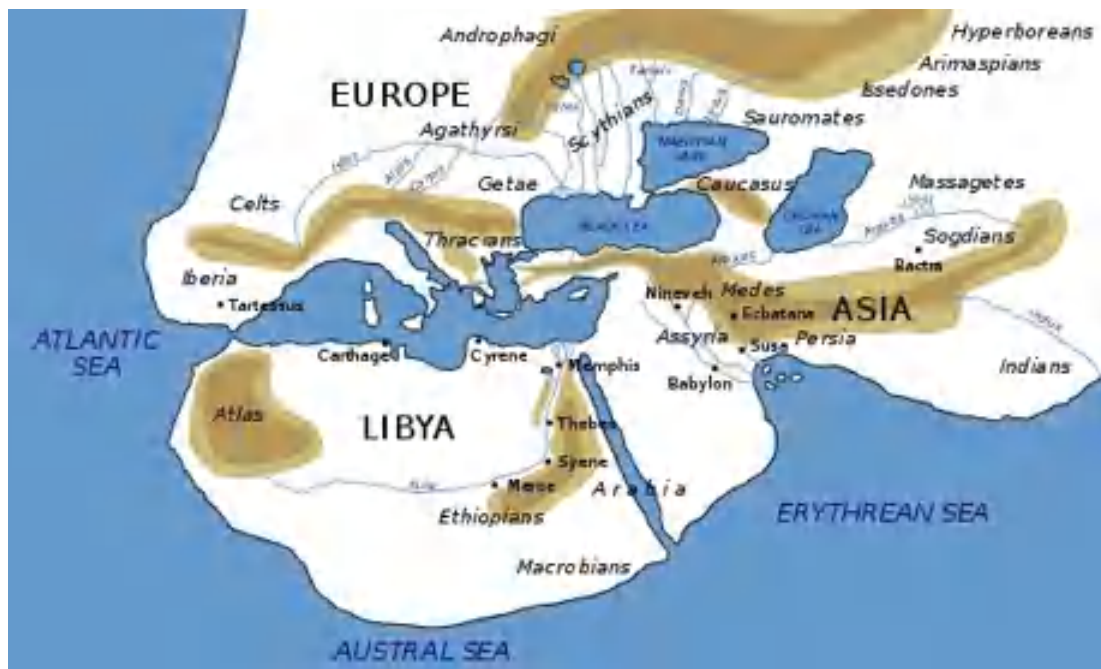 Androphagi
Hyperboreans
Arimaspians
Issedones
EUROPE
Scythians
Sauromates
Agathyrsi
Getae
Caucasus
Massagetes
Celts
BLACK SEA
Thracians
Sogdians
Bactra
Iberia
Tartessus
Nineveh
Medes
ASIA
Ecbatana
ATLANTIC
SEA
Assyria
Susa
Persia
Carthage
Cyrene
Memphis
Babylon
Indians
Atlas
LIBYA
Thebes
Syene
Meroe
Arabia
Ethiopians
ERYTHREAN SEA
Macrobians
AUSTRAL SEA